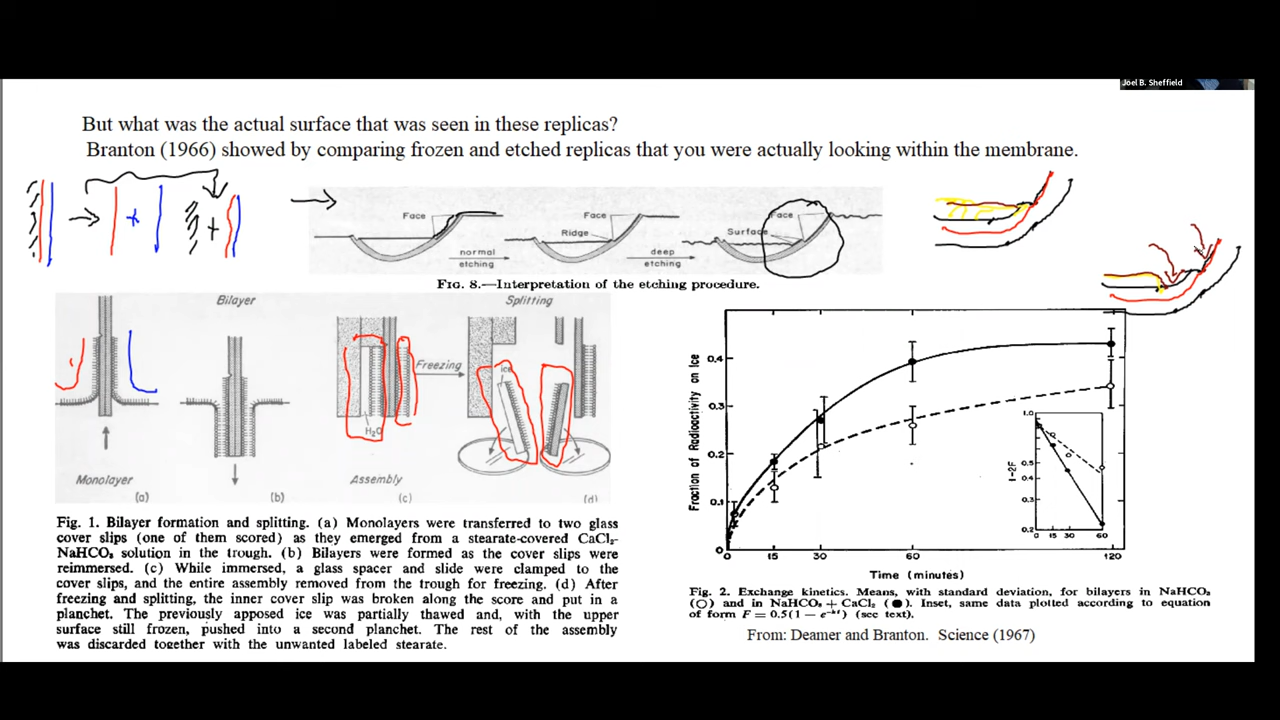 Joel B. Sheffield
But what was the actual surface that was seen in these replicas?
Branton (1966) showed by comparing frozen and etched replicas that you were actually looking within the membrane.
Face
Face
Face
Ridge
Surface
normal
etching
deep
etching
FIG. 8.—Interpretation of the etching procedure.
Bilayer
Splitting
Freezing
ice
H₂O
Monolayer
Assembly
(a)
(b)
(c)
(d)
Fig. 1. Bilayer formation and splitting. (a) Monolayers were transferred to two glass
cover slips (one of them scored) as they emerged from a stearate-covered CaCl₂-
NaHCO₃ solution in the trough. (b) Bilayers were formed as the cover slips were
reimmersed. (c) While immersed, a glass spacer and slide were clamped to the
cover slips, and the entire assembly removed from the trough for freezing. (d) After
freezing and splitting, the inner cover slip was broken along the score and put in a
planchet. The previously apposed ice was partially thawed and, with the upper
surface still frozen, pushed into a second planchet. The rest of the assembly
was discarded together with the unwanted labeled stearate.
Fraction of Radioactivity on Ice
0.4
0.3
0.2
0.1
0
0
15
30
60
120
Time (minutes)
1-2F
1.0
0.5
0.4
0.3
0.2
0
15
30
60
Fig. 2. Exchange kinetics. Means, with standard deviation, for bilayers in NaHCO₃
(○) and in NaHCO₃ + CaCl₂ (●). Inset, same data plotted according to equation
of form F = 0.5(1 − e⁻ᵏᵗ) (see text).
From: Deamer and Branton. Science (1967)